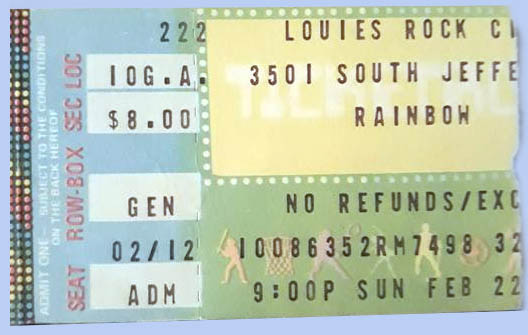 222
IOG.A.
$8.00
GEN
02/12
ADM
ADMIT ONE - SUBJECT TO THE CONDITIONS
ON THE BACK HEREOF
SEAT ROW-BOX SEC LOC
LOUIES ROCK CI
3501 SOUTH JEFFE
RAINBOW
NO REFUNDS/EXC
10086352RM7498 32
9:00P SUN FEB 22